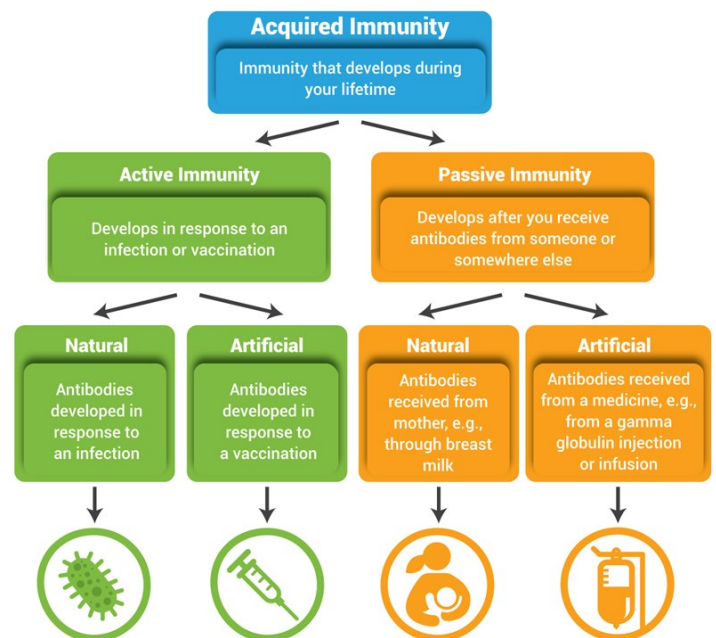 Acquired Immunity
Immunity that develops during
your lifetime
Active Immunity
Develops in response to an
infection or vaccination
Passive Immunity
Develops after you receive
antibodies from someone or
somewhere else
Natural
Antibodies
developed in
response to
an infection
Artificial
Antibodies
developed in
response to
a vaccination
Natural
Antibodies
received from
mother, e.g.,
through breast
milk
Artificial
Antibodies received
from a medicine, e.g.,
from a gamma
globulin injection
or infusion